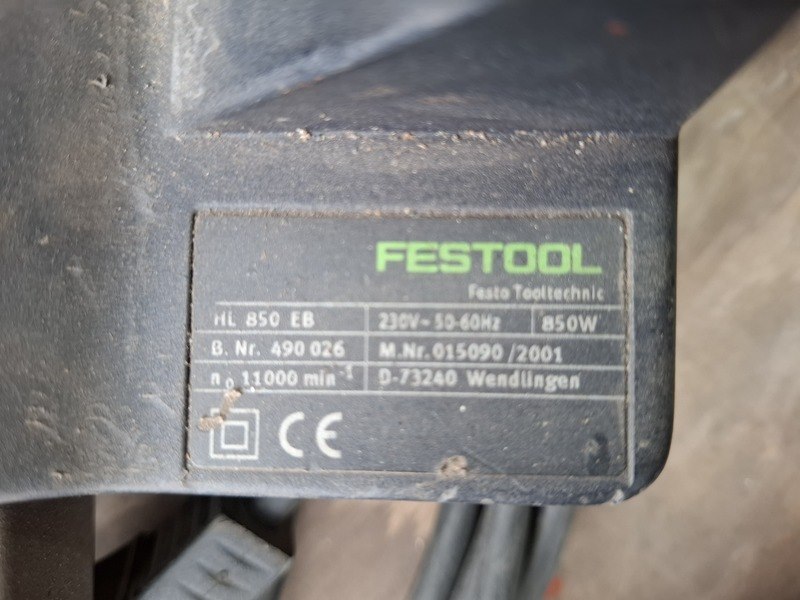 FESTOOL
Festo Tooltechnic
HL 850 EB 230V~ 50-60Hz 850W
B. Nr. 490 026 M.Nr. 015090 /2001
n₀ 11000 min⁻¹ D-73240 Wendlingen
CE